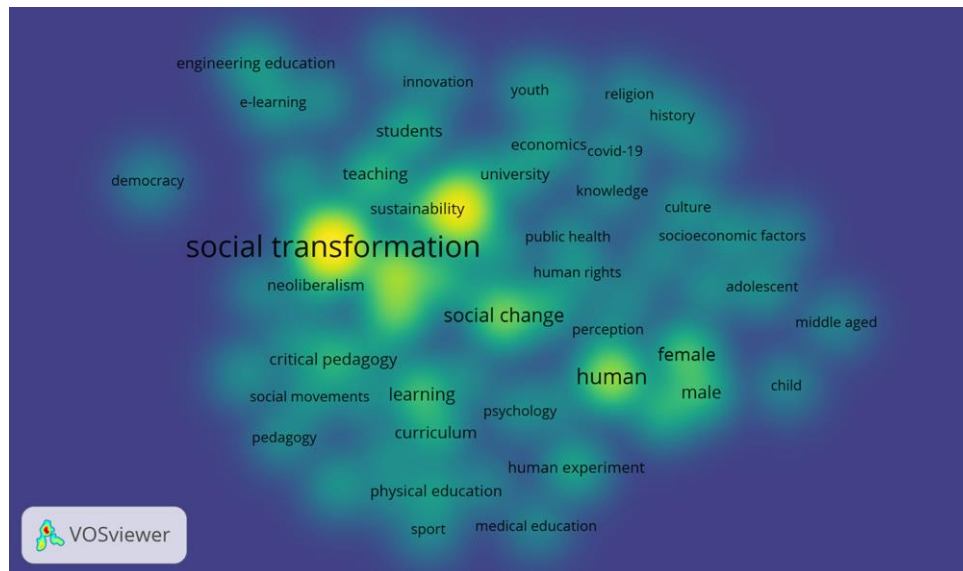 engineering education
innovation
e-learning
youth
religion
history
students
economics
covid-19
democracy
teaching
university
knowledge
sustainability
culture
social transformation
public health
socioeconomic factors
neoliberalism
human rights
adolescent
social change
middle aged
perception
critical pedagogy
female
human
child
social movements
learning
male
psychology
pedagogy
curriculum
human experiment
physical education
sport
medical education
VOSviewer